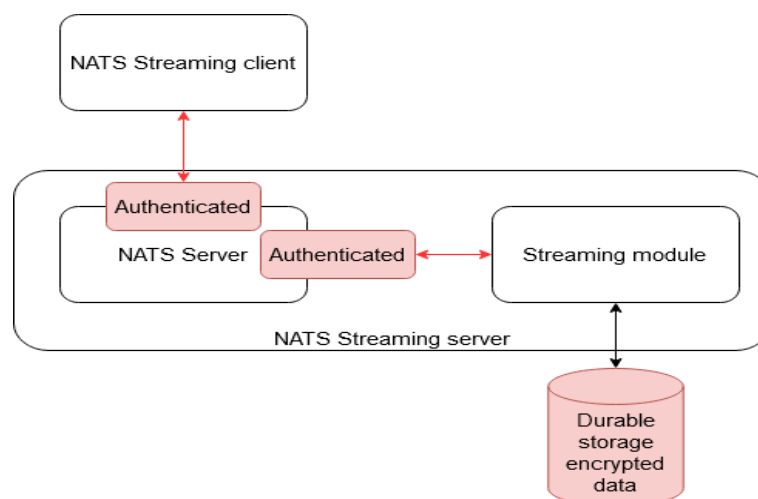 NATS Streaming client
Authenticated
NATS Server
Authenticated
Streaming module
NATS Streaming server
Durable
storage
encrypted
data